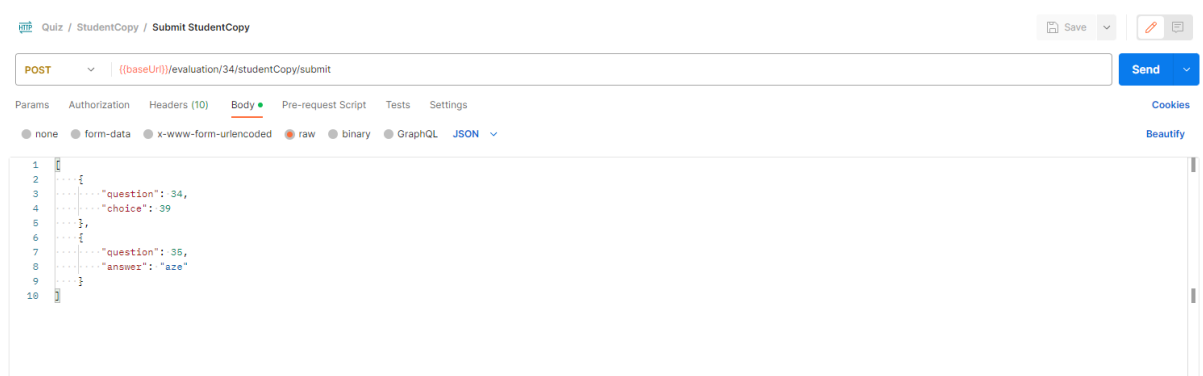 HTTP Quiz / StudentCopy / Submit StudentCopy Save
POST {{baseUrl}}/evaluation/34/studentCopy/submit Send
Params Authorization Headers (10) Body Pre-request Script Tests Settings Cookies
none form-data x-www-form-urlencoded raw binary GraphQL JSON Beautify
1 [
2 {
3 "question": 34,
4 "choice": 39
5 },
6 {
7 "question": 35,
8 "answer": "aze"
9 }
10 ]